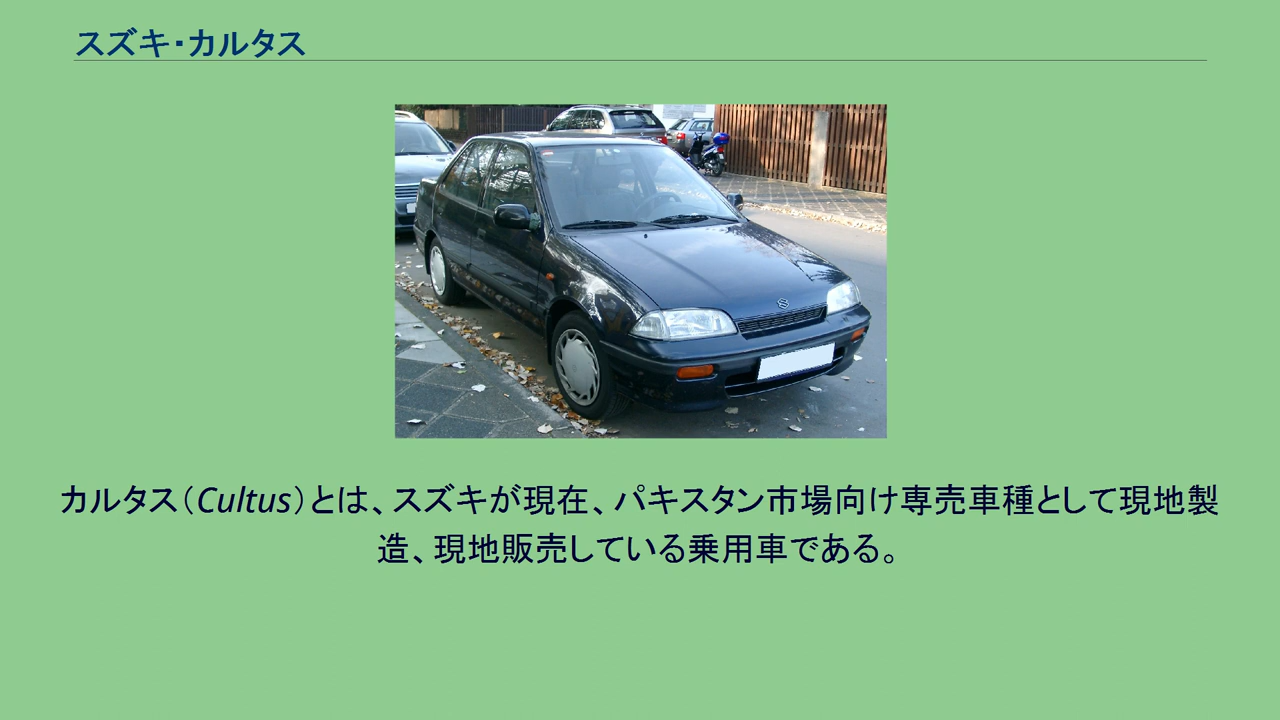 スズキ・カルタス
カルタス（Cultus）とは、スズキが現在、パキスタン市場向け専売車種として現地製
造、現地販売している乗用車である。